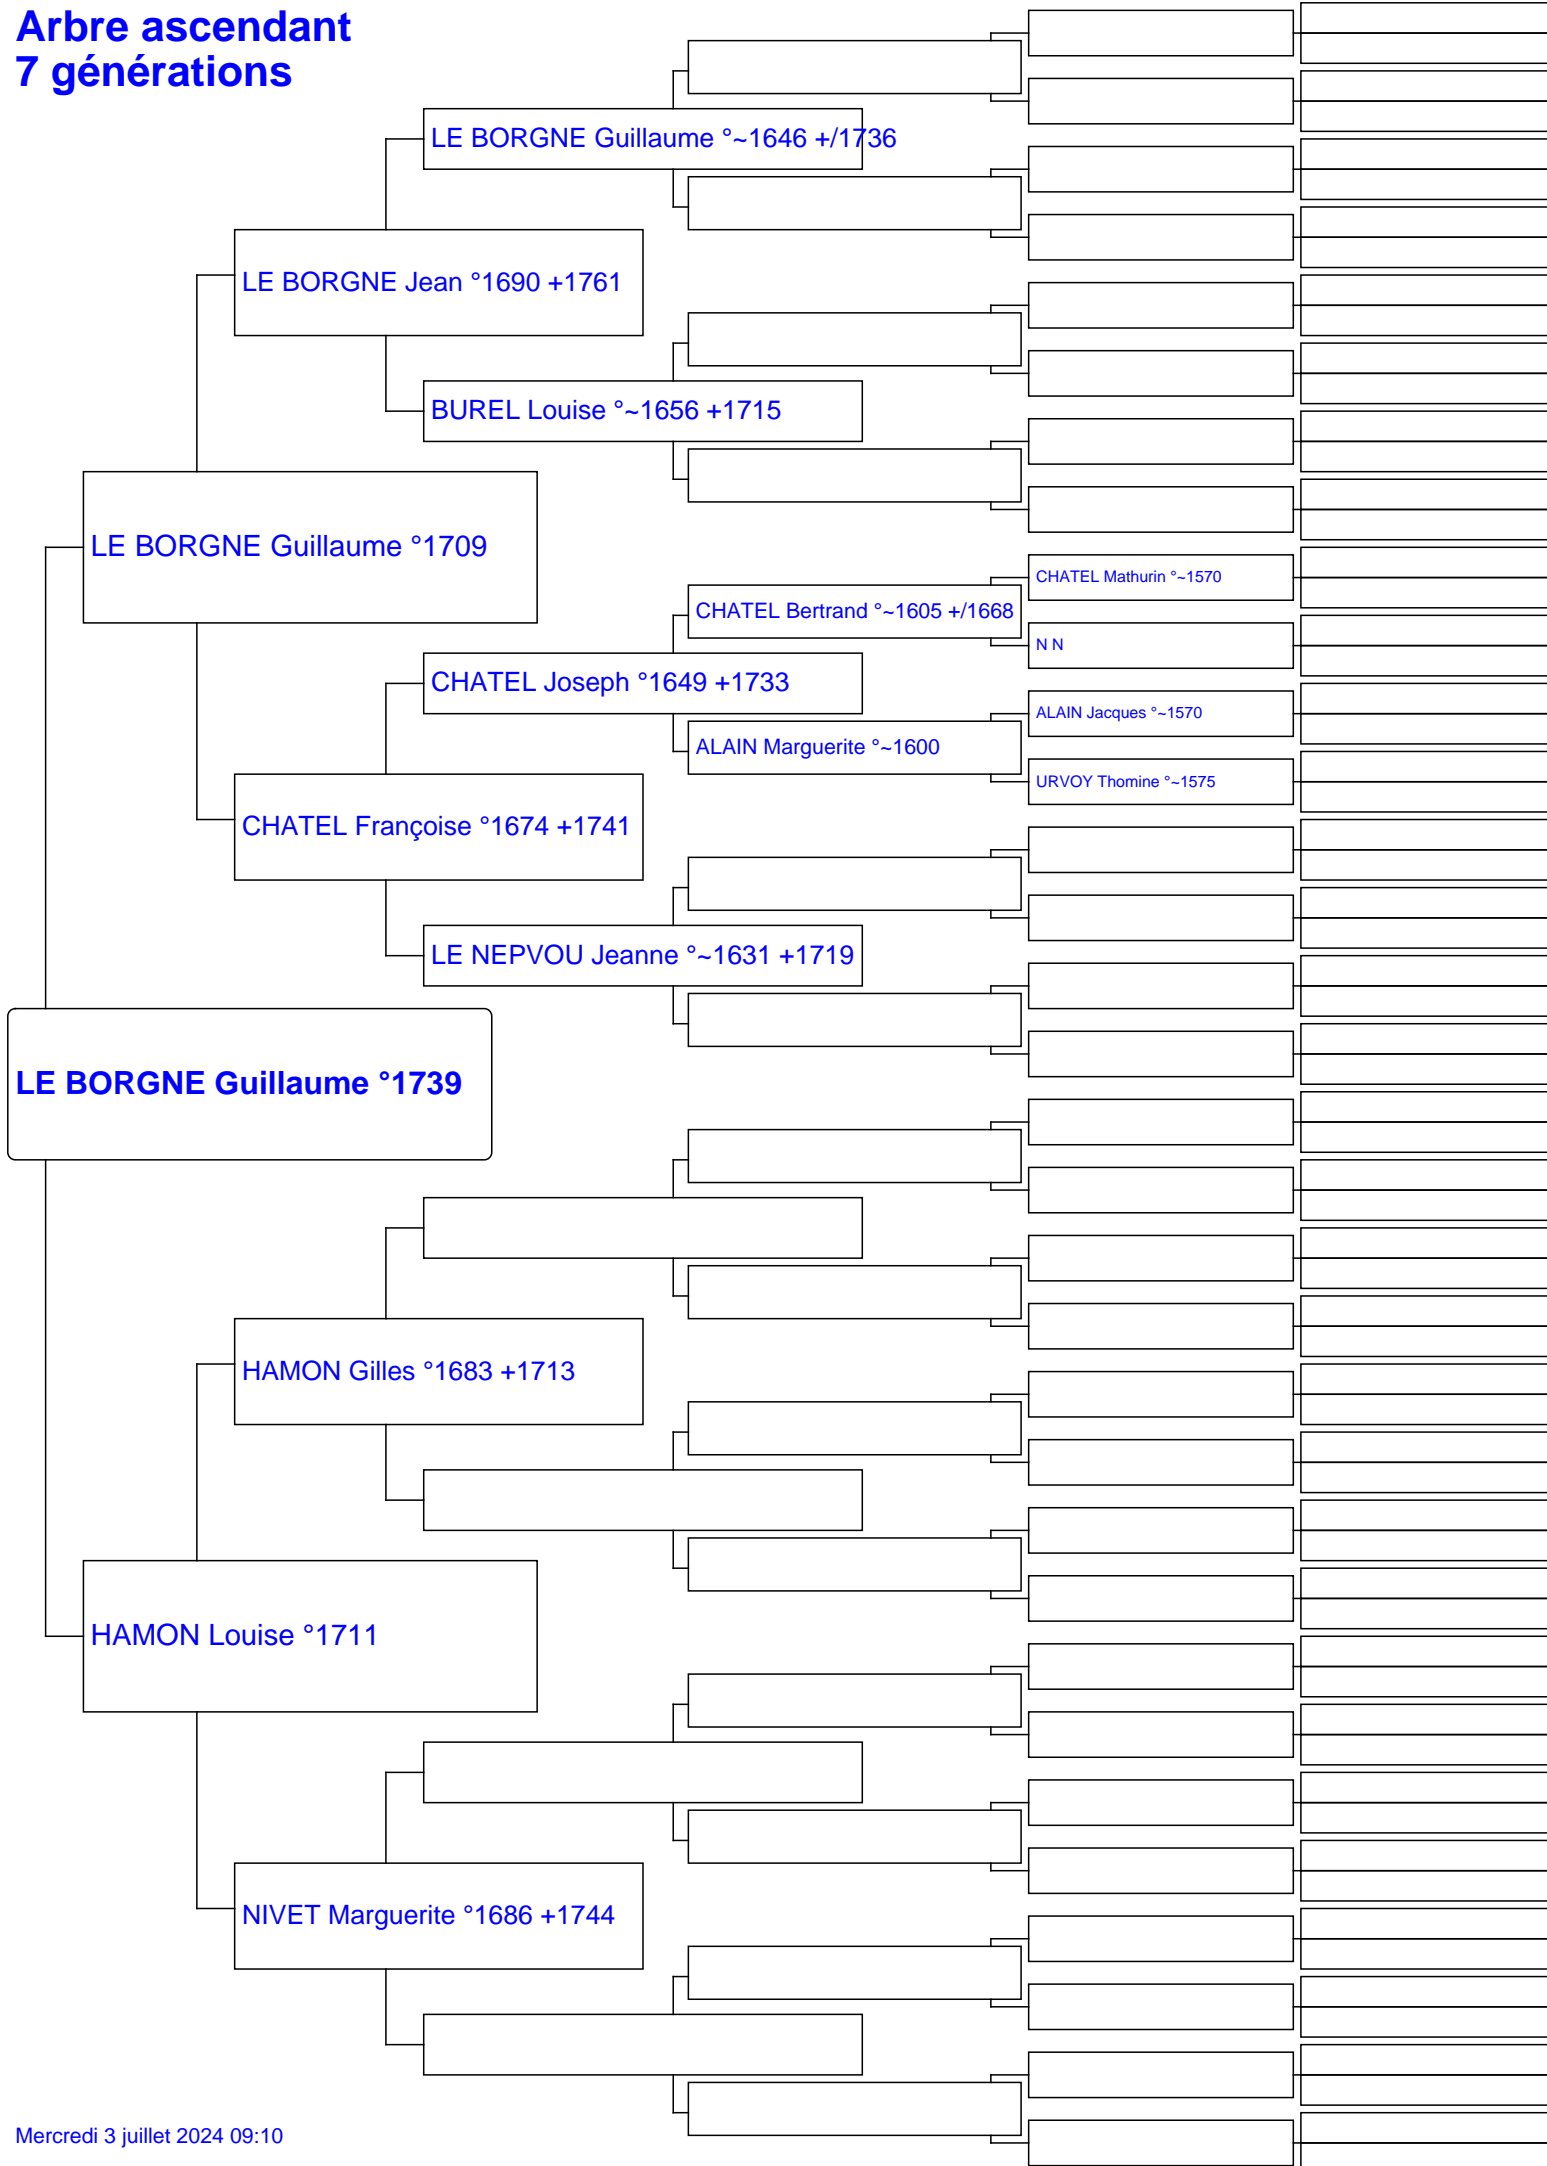 Arbre ascendant
7 générations
LE BORGNE Guillaume °~1646 +/1736
LE BORGNE Jean °1690 +1761
BUREL Louise °~1656 +1715
LE BORGNE Guillaume °1709
CHATEL Mathurin °~1570
CHATEL Bertrand °~1605 +/1668
N N
CHATEL Joseph °1649 +1733
ALAIN Jacques °~1570
ALAIN Marguerite °~1600
URVOY Thomine °~1575
CHATEL Françoise °1674 +1741
LE NEPVOU Jeanne °~1631 +1719
LE BORGNE Guillaume °1739
HAMON Gilles °1683 +1713
HAMON Louise °1711
NIVET Marguerite °1686 +1744
Mercredi 3 juillet 2024 09:10